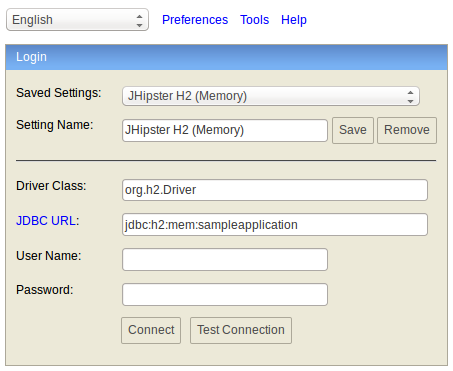 English Preferences Tools Help
Login
Saved Settings: JHipster H2 (Memory)
Setting Name: JHipster H2 (Memory) Save Remove
Driver Class: org.h2.Driver
JDBC URL: jdbc:h2:mem:sampleapplication
User Name:
Password:
Connect Test Connection